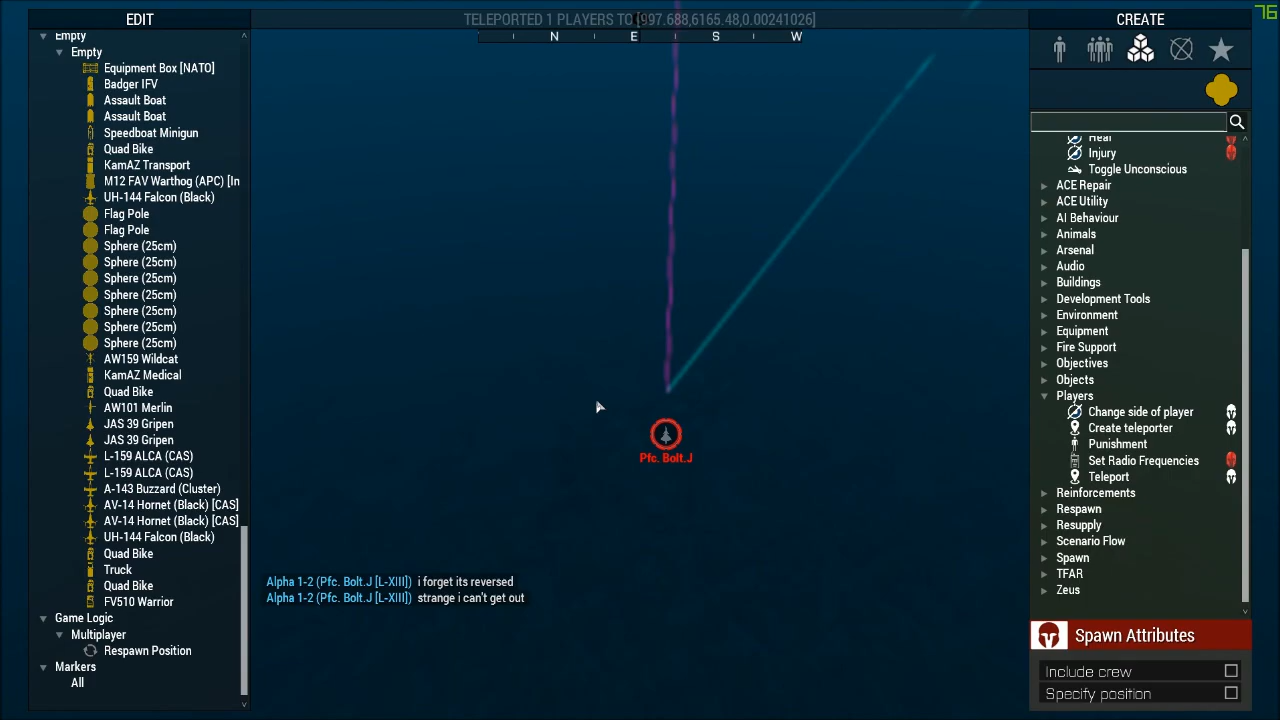 EDIT
TELEPORTED 1 PLAYERS TO[997.688,6165.48,0.00241026]
CREATE
76
N E S W
Empty
Empty
Equipment Box [NATO]
Badger IFV
Assault Boat
Assault Boat
Speedboat Minigun
Quad Bike
KamAZ Transport
M12 FAV Warthog (APC) [In
UH-144 Falcon (Black)
Flag Pole
Flag Pole
Sphere (25cm)
Sphere (25cm)
Sphere (25cm)
Sphere (25cm)
Sphere (25cm)
Sphere (25cm)
Sphere (25cm)
AW159 Wildcat
KamAZ Medical
Quad Bike
AW101 Merlin
JAS 39 Gripen
JAS 39 Gripen
L-159 ALCA (CAS)
L-159 ALCA (CAS)
A-143 Buzzard (Cluster)
AV-14 Hornet (Black) [CAS]
AV-14 Hornet (Black) [CAS]
UH-144 Falcon (Black)
Quad Bike
Truck
Quad Bike
FV510 Warrior
Game Logic
Multiplayer
Respawn Position
Markers
All
Pfc. Bolt.J
Alpha 1-2 (Pfc. Bolt.J [L-XIII]) i forget its reversed
Alpha 1-2 (Pfc. Bolt.J [L-XIII]) strange i can't get out
Heal
Injury
Toggle Unconscious
ACE Repair
ACE Utility
AI Behaviour
Animals
Arsenal
Audio
Buildings
Development Tools
Environment
Equipment
Fire Support
Objectives
Objects
Players
Change side of player
Create teleporter
Punishment
Set Radio Frequencies
Teleport
Reinforcements
Respawn
Resupply
Scenario Flow
Spawn
TFAR
Zeus
Spawn Attributes
Include crew
Specify position